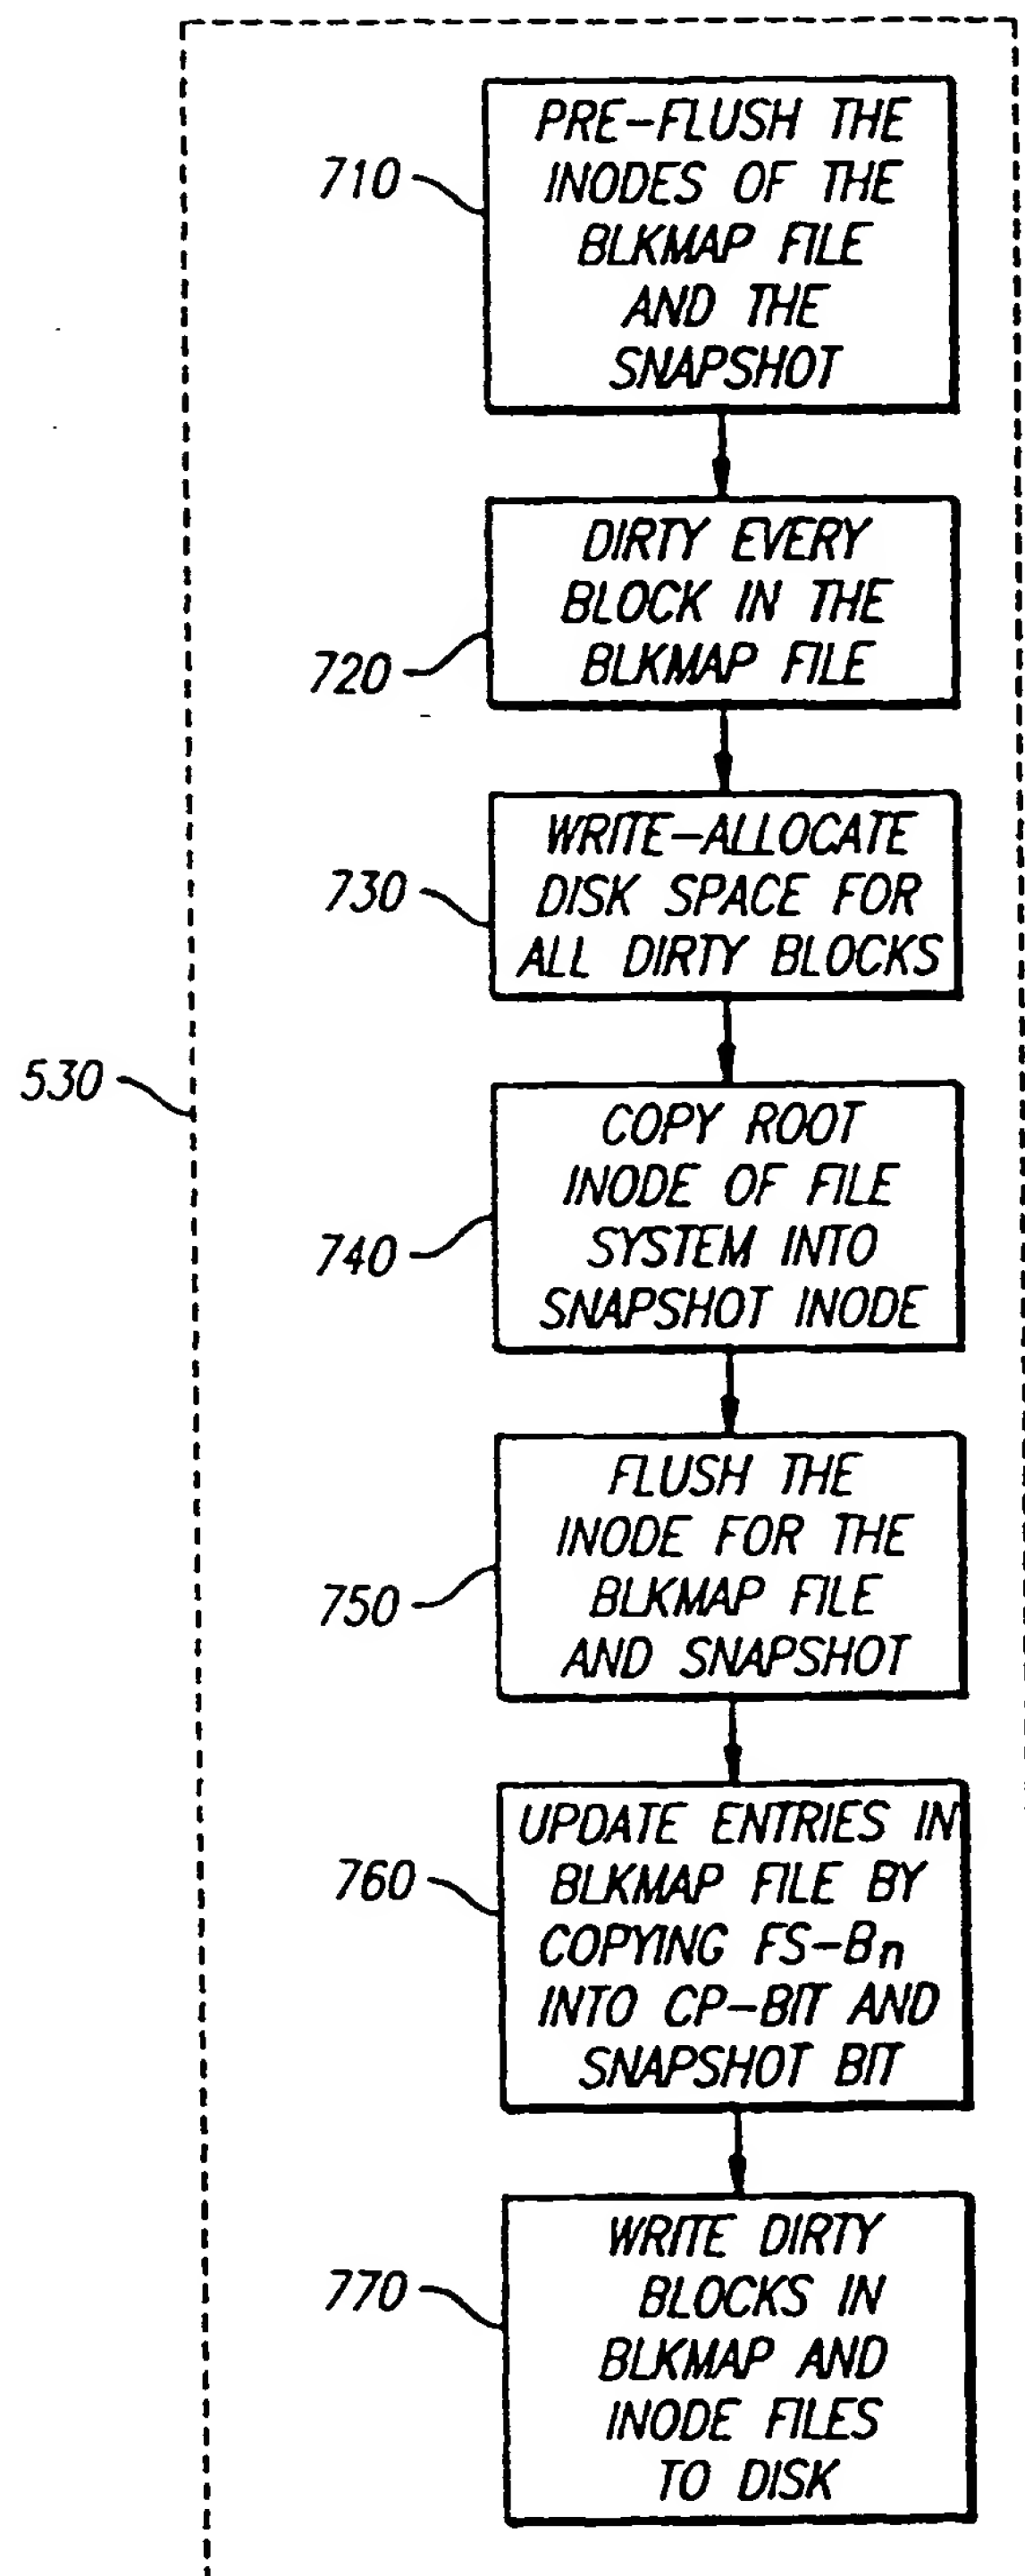 710
PRE-FLUSH THE
INODES OF THE
BLKMAP FILE
AND THE
SNAPSHOT
720
DIRTY EVERY
BLOCK IN THE
BLKMAP FILE
730
WRITE-ALLOCATE
DISK SPACE FOR
ALL DIRTY BLOCKS
530
740
COPY ROOT
INODE OF FILE
SYSTEM INTO
SNAPSHOT INODE
750
FLUSH THE
INODE FOR THE
BLKMAP FILE
AND SNAPSHOT
760
UPDATE ENTRIES IN
BLKMAP FILE BY
COPYING FS-Bn
INTO CP-BIT AND
SNAPSHOT BIT
770
WRITE DIRTY
BLOCKS IN
BLKMAP AND
INODE FILES
TO DISK